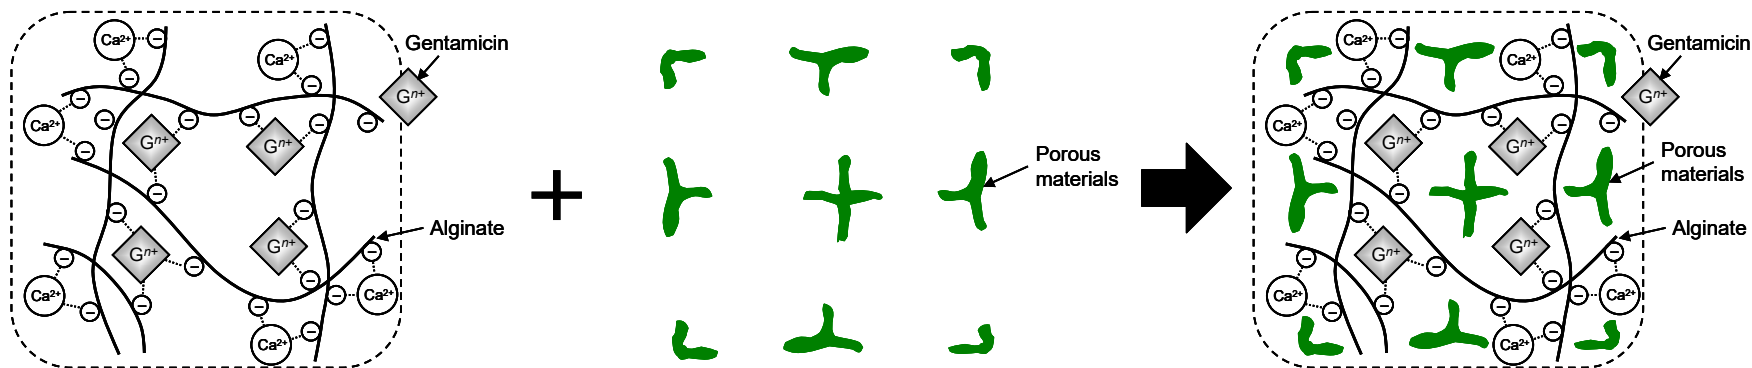 Ca²⁺
Ca²⁺
Gentamicin
Gⁿ⁺
Ca²⁺
Gⁿ⁺
Gⁿ⁺
Alginate
Gⁿ⁺
Gⁿ⁺
Ca²⁺
Ca²⁺
Ca²⁺
+
Porous
materials
Ca²⁺
Ca²⁺
Gentamicin
Gⁿ⁺
Ca²⁺
Gⁿ⁺
Gⁿ⁺
Porous
materials
Alginate
Gⁿ⁺
Gⁿ⁺
Ca²⁺
Ca²⁺
Ca²⁺